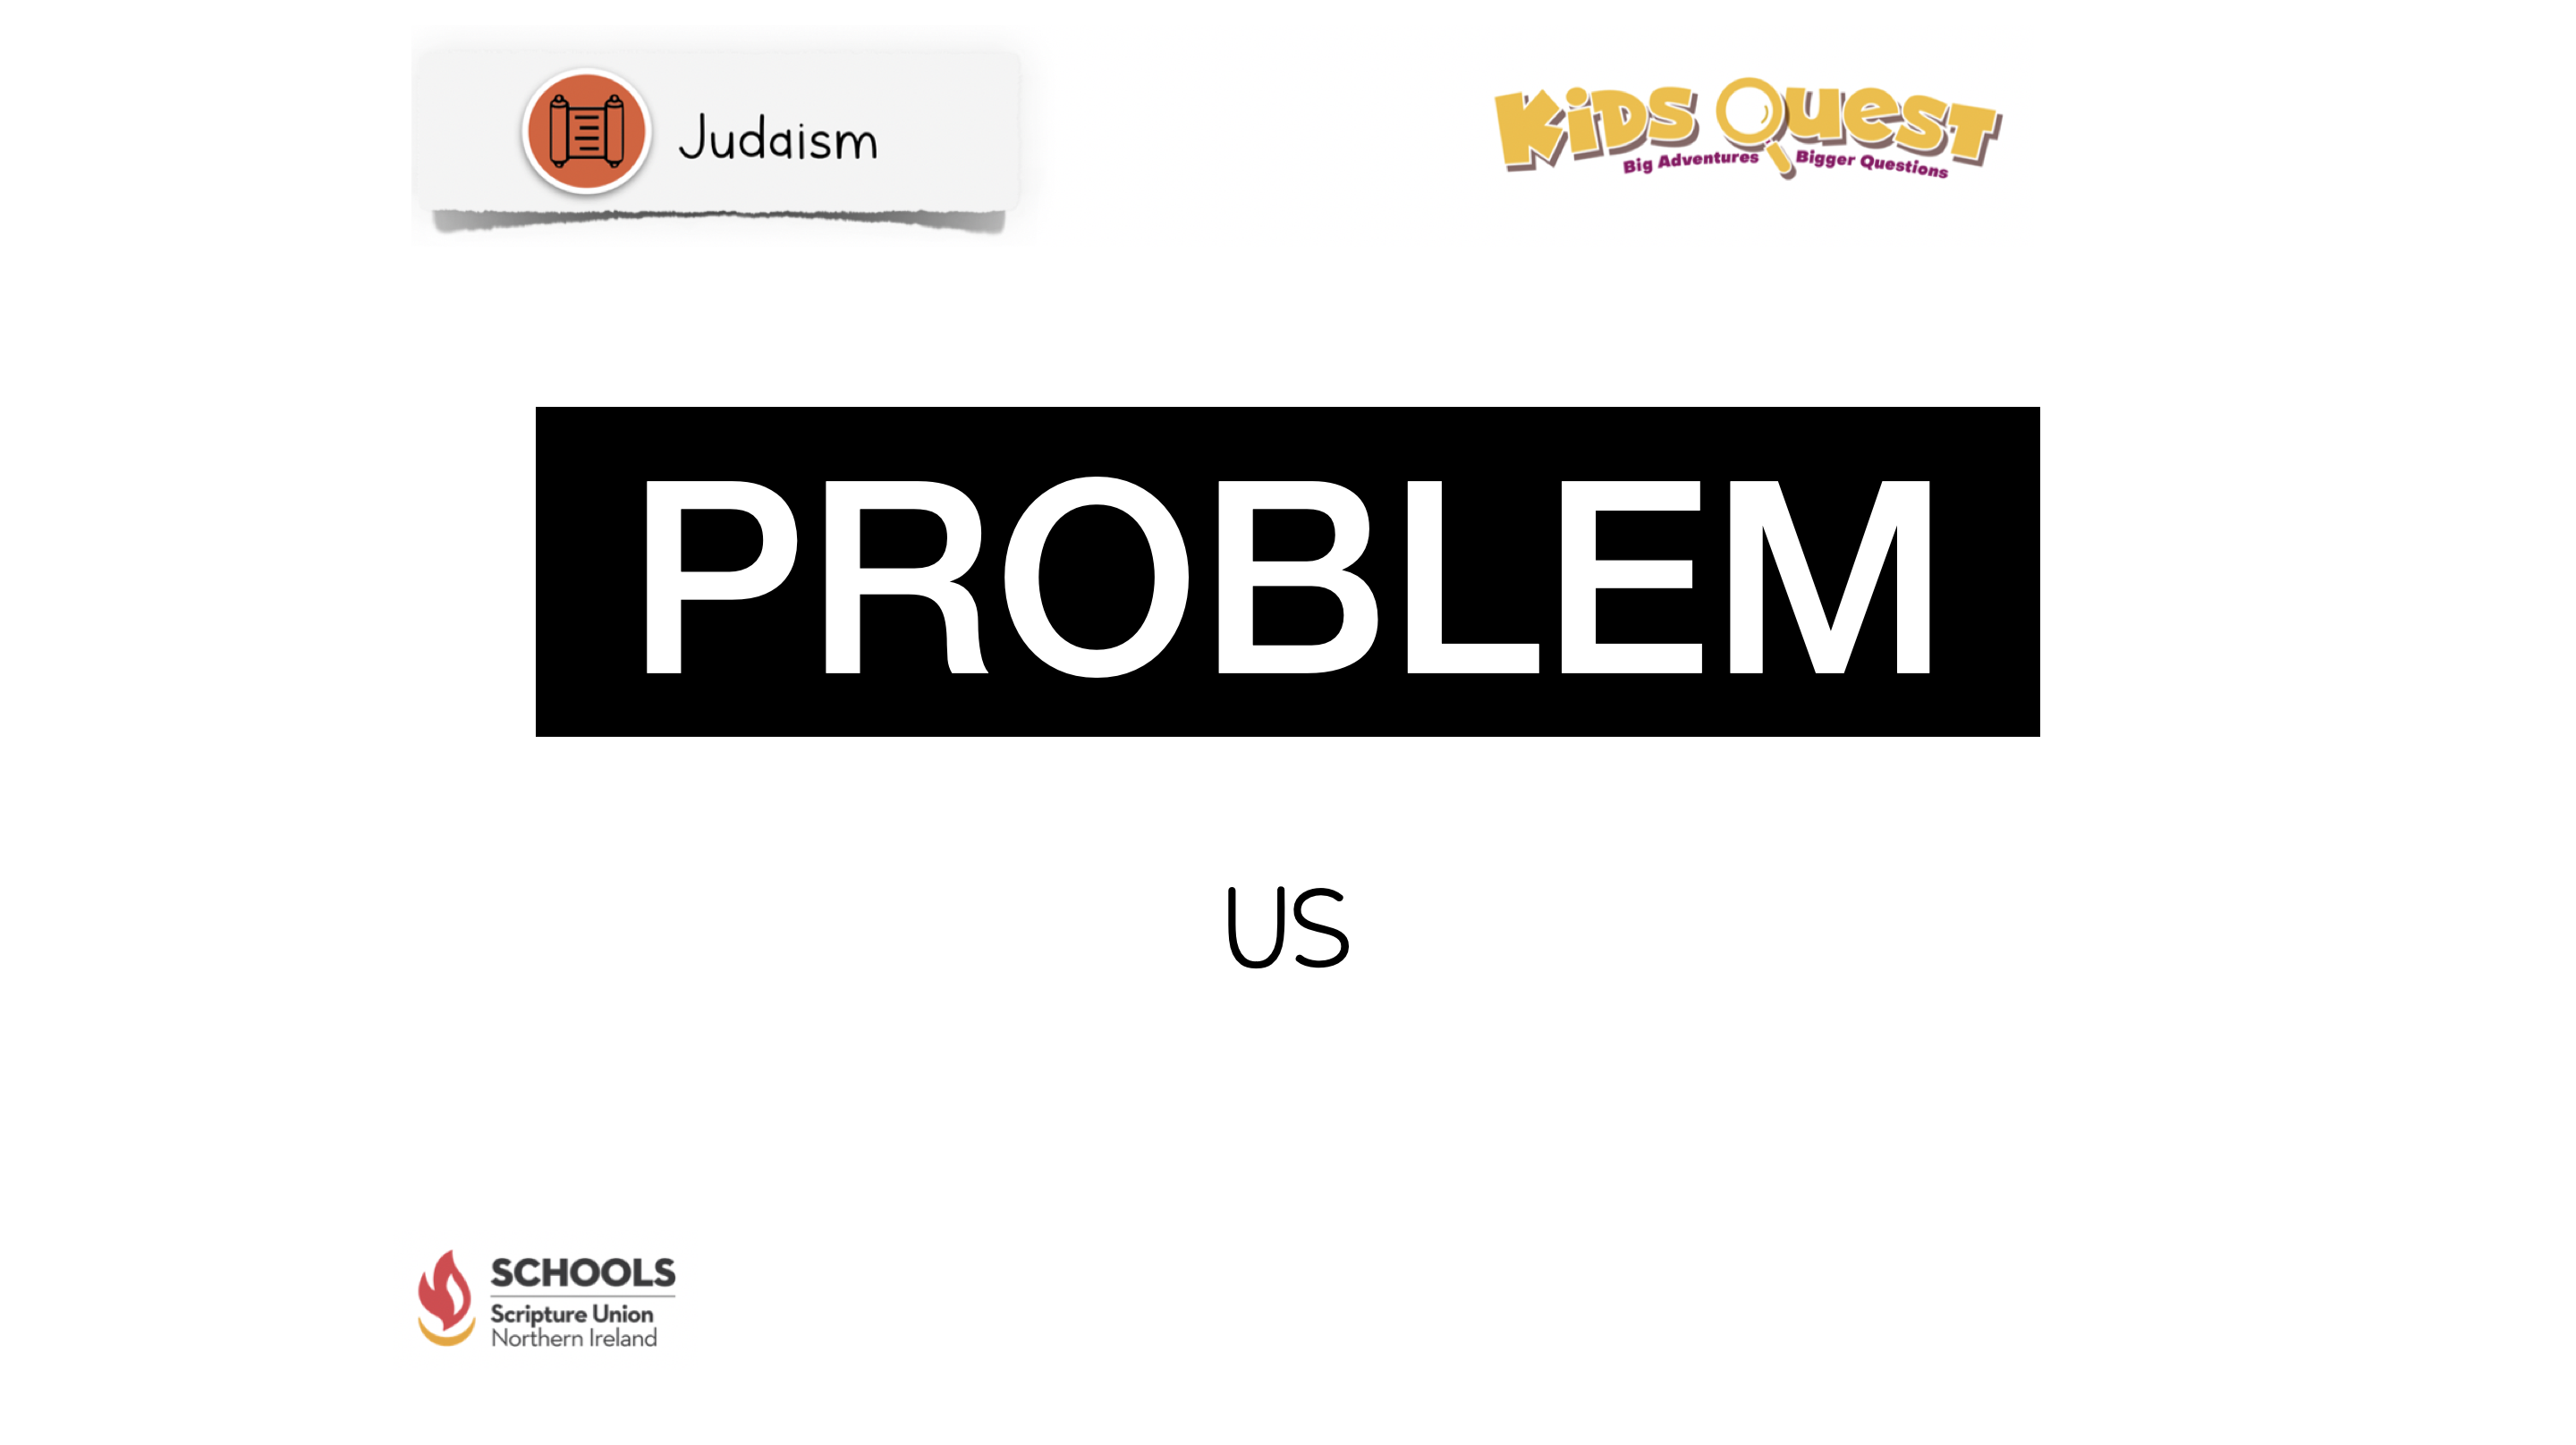 Judaism
KiDS QUEST
Big Adventures Bigger Questions
PROBLEM
US
SCHOOLS
Scripture Union
Northern Ireland